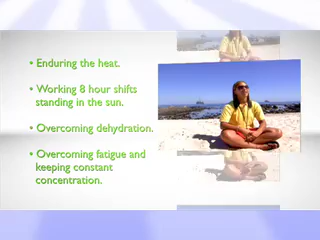 • Enduring the heat.
• Working 8 hour shifts
standing in the sun.
• Overcoming dehydration.
• Overcoming fatigue and
keeping constant
concentration.